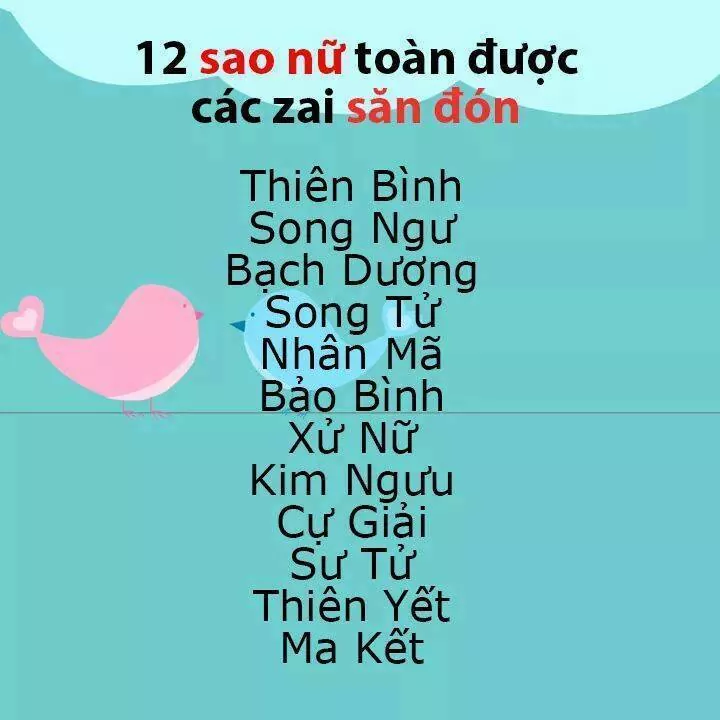 12 sao nữ toàn được
các zai săn đón
Thiên Bình
Song Ngư
Bạch Dương
Song Tử
Nhân Mã
Bảo Bình
Xử Nữ
Kim Ngưu
Cự Giải
Sư Tử
Thiên Yết
Ma Kết